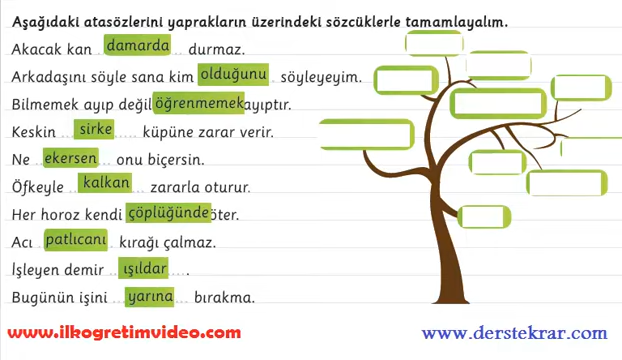 Aşağıdaki atasözlerini yaprakların üzerindeki sözcüklerle tamamlayalım.
Akacak kan damarda durmaz.
Arkadaşını söyle sana kim olduğunu söyleyeyim.
Bilmemek ayıp değil öğrenmemek ayıptır.
Keskin sirke küpüne zarar verir.
Ne ekersen onu biçersin.
Öfkeyle kalkan zararla oturur.
Her horoz kendi çöplüğünde öter.
Acı patlıcanı kırağı çalmaz.
İşleyen demir ışıldar .
Bugünün işini yarına bırakma.
www.ilkogretimvideo.com www.derstekrar.com